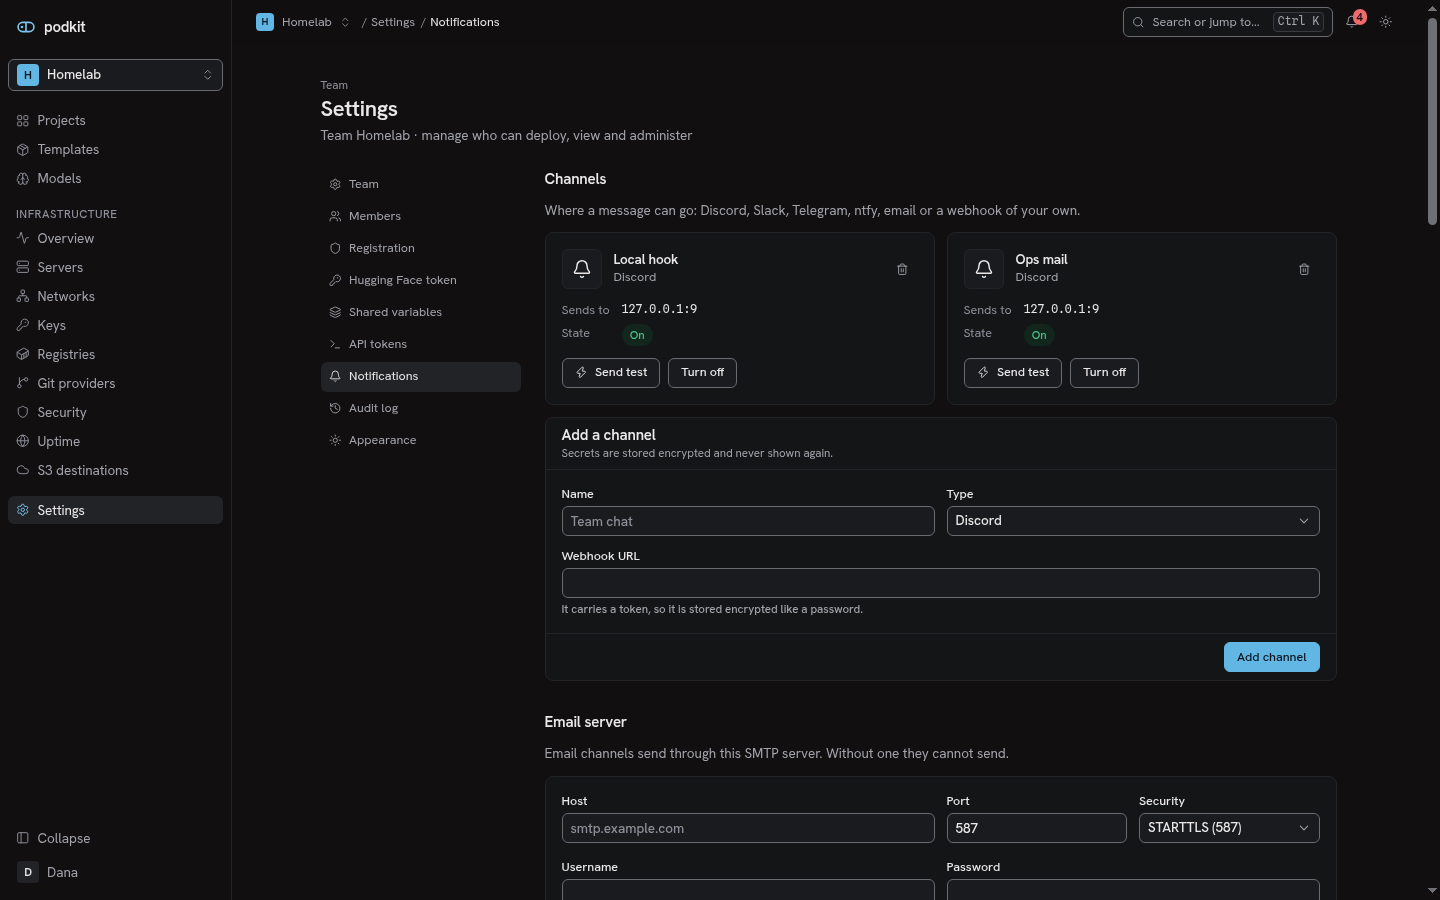 podkit
H Homelab
Projects
Templates
Models
INFRASTRUCTURE
Overview
Servers
Networks
Keys
Registries
Git providers
Security
Uptime
S3 destinations
Settings
Collapse
D Dana
H Homelab / Settings / Notifications
Search or jump to... Ctrl K
4
Team
Settings
Team Homelab · manage who can deploy, view and administer
Team
Members
Registration
Hugging Face token
Shared variables
API tokens
Notifications
Audit log
Appearance
Channels
Where a message can go: Discord, Slack, Telegram, ntfy, email or a webhook of your own.
Local hook
Discord
Sends to 127.0.0.1:9
State On
Send test Turn off
Ops mail
Discord
Sends to 127.0.0.1:9
State On
Send test Turn off
Add a channel
Secrets are stored encrypted and never shown again.
Name Type
Team chat Discord
Webhook URL
It carries a token, so it is stored encrypted like a password.
Add channel
Email server
Email channels send through this SMTP server. Without one they cannot send.
Host Port Security
smtp.example.com 587 STARTTLS (587)
Username Password